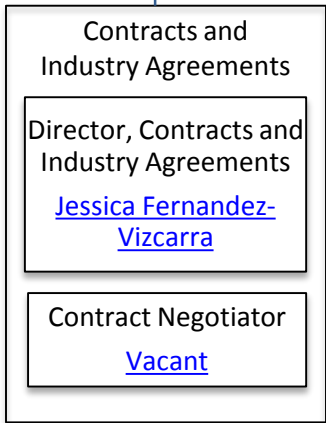 Contracts and
Industry Agreements
Director, Contracts and
Industry Agreements
Jessica Fernandez-
Vizcarra
Contract Negotiator
Vacant